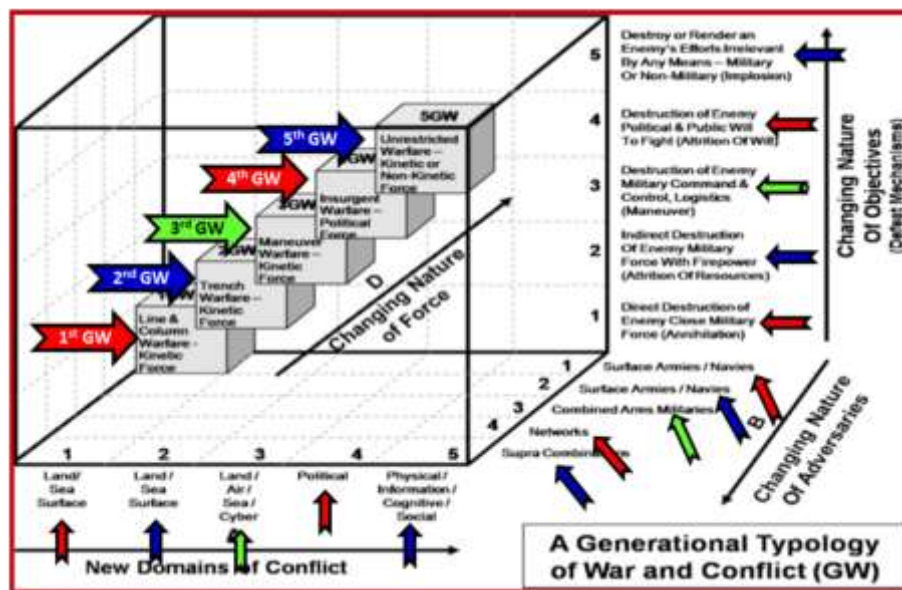 Destroy or Render an
Enemy's Efforts Irrelevant
By Any Means – Military
Or Non-Military (Implosion)
Destruction of Enemy
Political & Public Will
To Fight (Attrition Of Will)
Destruction of Enemy
Military Command &
Control, Logistics
(Maneuver)
Indirect Destruction
Of Enemy Military
Force With Firepower
(Attrition Of Resources)
Direct Destruction of
Enemy Close Military
Force (Annihilation)
5
4
3
2
1
Changing Nature
Of Objectives
(Defeat Mechanisms)
5th GW
4th GW
3rd GW
2nd GW
1st GW
5GW
Unrestricted
Warfare –
Kinetic or
Non-Kinetic
Force
Insurgent
Warfare –
Political
Force
Maneuver
Warfare –
Kinetic
Force
2GW
Trench
Warfare –
Kinetic
Force
Line &
Column
Warfare -
Kinetic
Force
D
Changing Nature
of Force
1
2
3
4
Surface Armies / Navies
Surface Armies / Navies
Combined Arms Militaries
Networks
Supra
B
Changing Nature
Of Adversaries
1
2
3
4
5
Land/
Sea
Surface
Land /
Sea
Surface
Land /
Air /
Sea /
Cyber
Political
Physical /
Information /
Cognitive /
Social
New Domains of Conflict
A Generational Typology
of War and Conflict (GW)